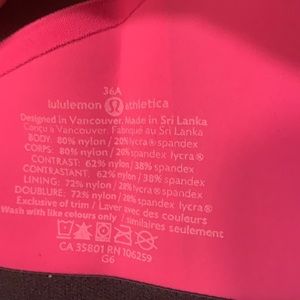 36A
lululemon athletica
Designed in Vancouver. Made in Sri Lanka
Conçu a Vancouver. Fabriqué au Sri Lanka
BODY: 80% nylon / 20% lycra® spandex
CORPS: 80% nylon / 20% spandex lycra®
CONTRAST: 62% nylon / 38% spandex
CONTRASTANT: 62% nylon / 38% spandex
LINING: 72% nylon / 28% lycra® spandex
DOUBLURE: 72% nylon / 28% spandex lycra®
Exclusive of trim / Laver avec des couleurs
Wash with like colours only / similaires seulement
CA 35801 RN 106259
G6